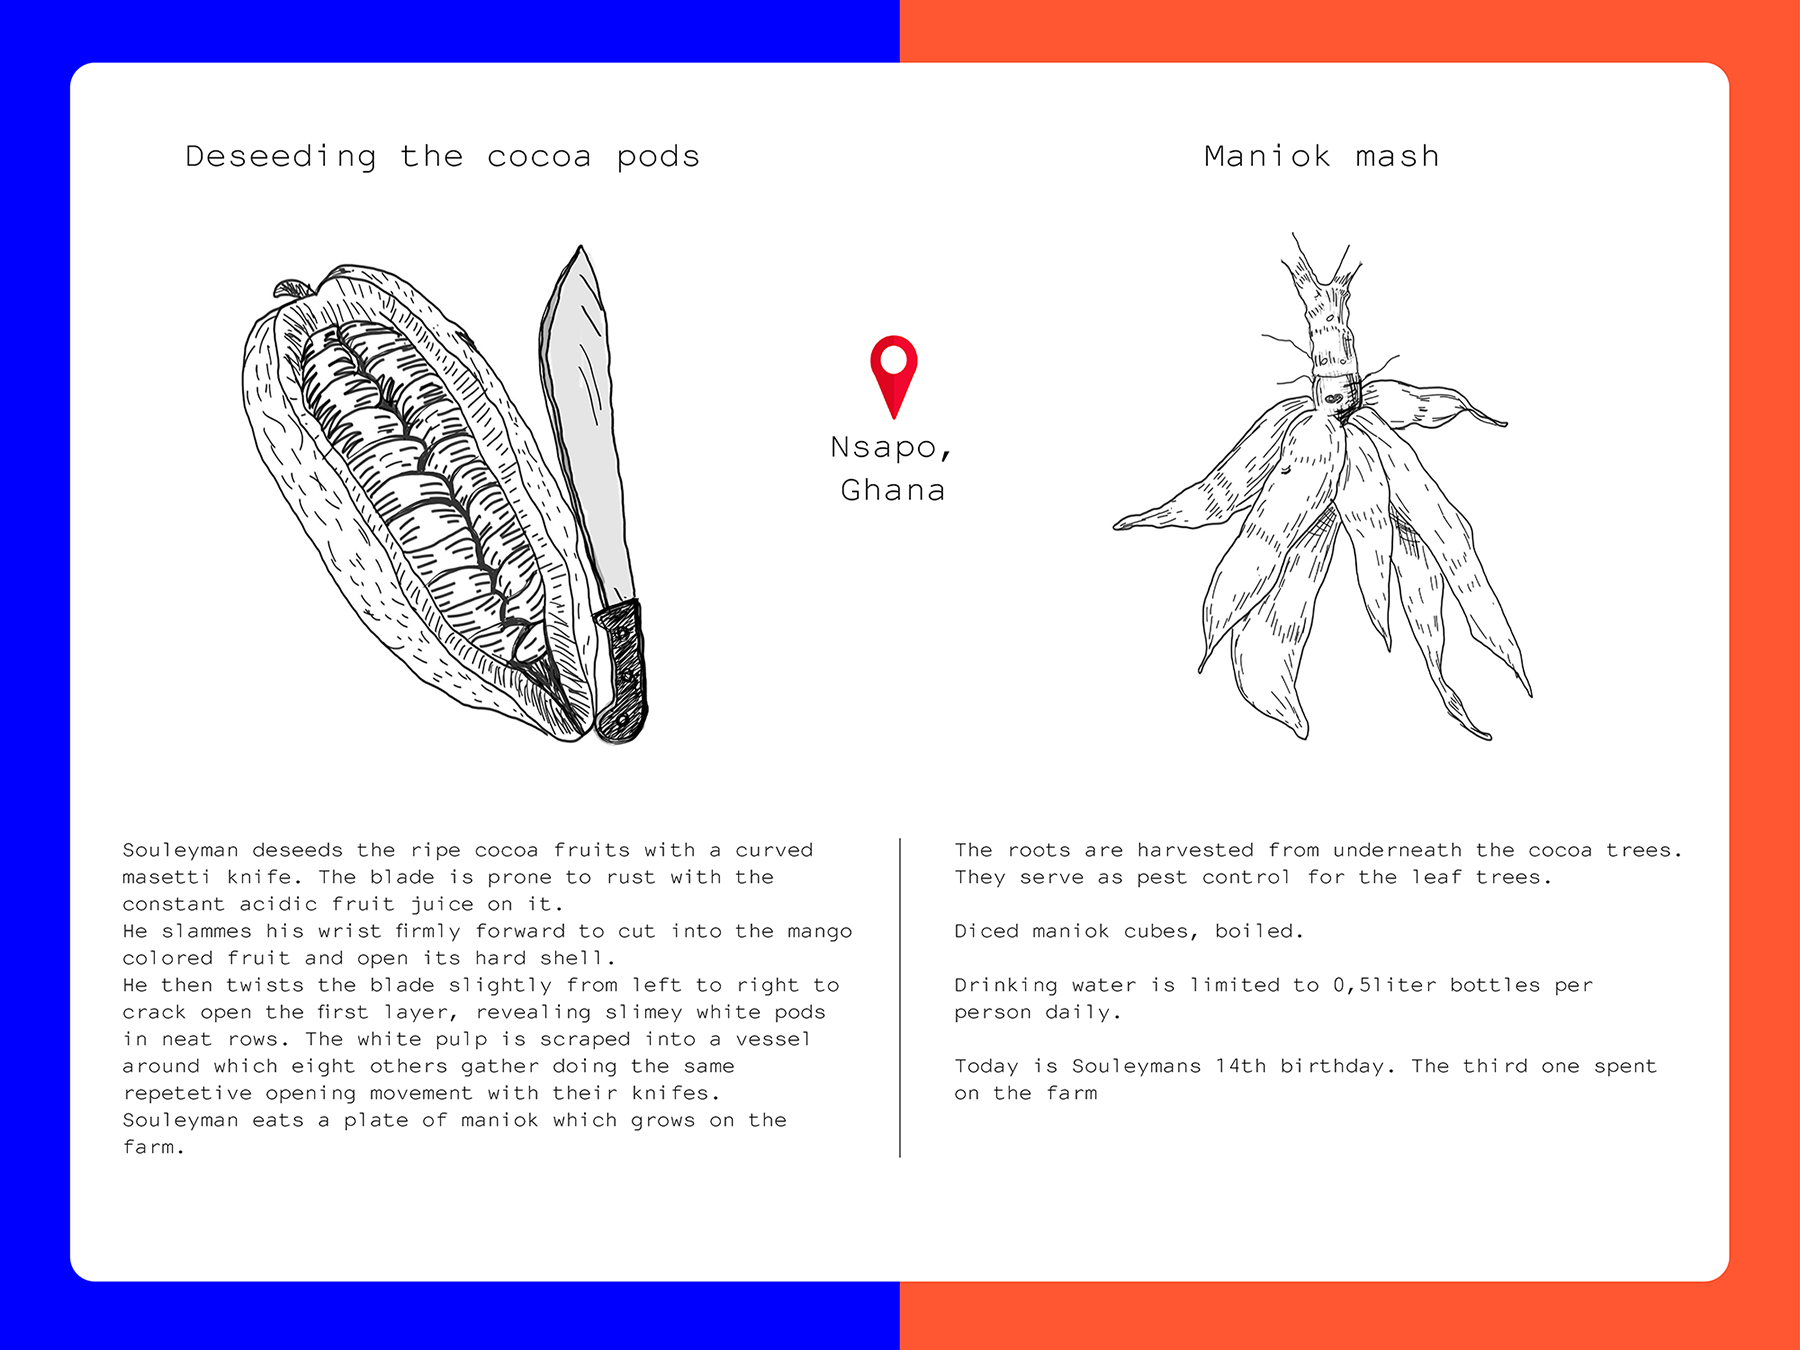 Deseeding the cocoa pods
Maniok mash
Nsapo,
Ghana
Souleyman deseeds the ripe cocoa fruits with a curved
masetti knife. The blade is prone to rust with the
constant acidic fruit juice on it.
He slammes his wrist firmly forward to cut into the mango
colored fruit and open its hard shell.
He then twists the blade slightly from left to right to
crack open the first layer, revealing slimey white pods
in neat rows. The white pulp is scraped into a vessel
around which eight others gather doing the same
repetetive opening movement with their knifes.
Souleyman eats a plate of maniok which grows on the
farm.
The roots are harvested from underneath the cocoa trees.
They serve as pest control for the leaf trees.
Diced maniok cubes, boiled.
Drinking water is limited to 0,5liter bottles per
person daily.
Today is Souleymans 14th birthday. The third one spent
on the farm